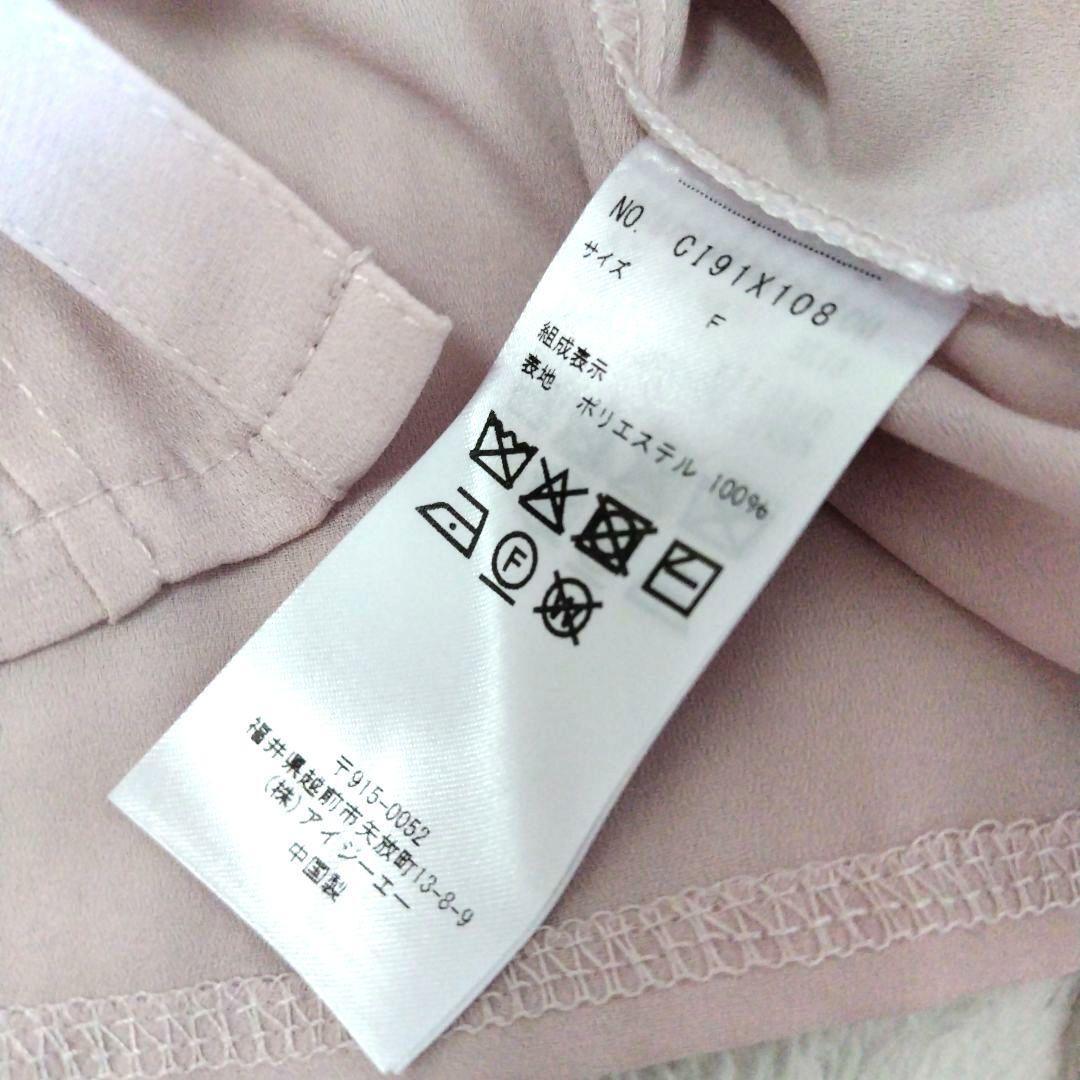 NO. CI91X108
サイズ F
組成表示
表地 ポリエステル 100%
F
W
〒915-0052
福井県越前市矢放町13-8-9
(株)アイジーエー
中国製